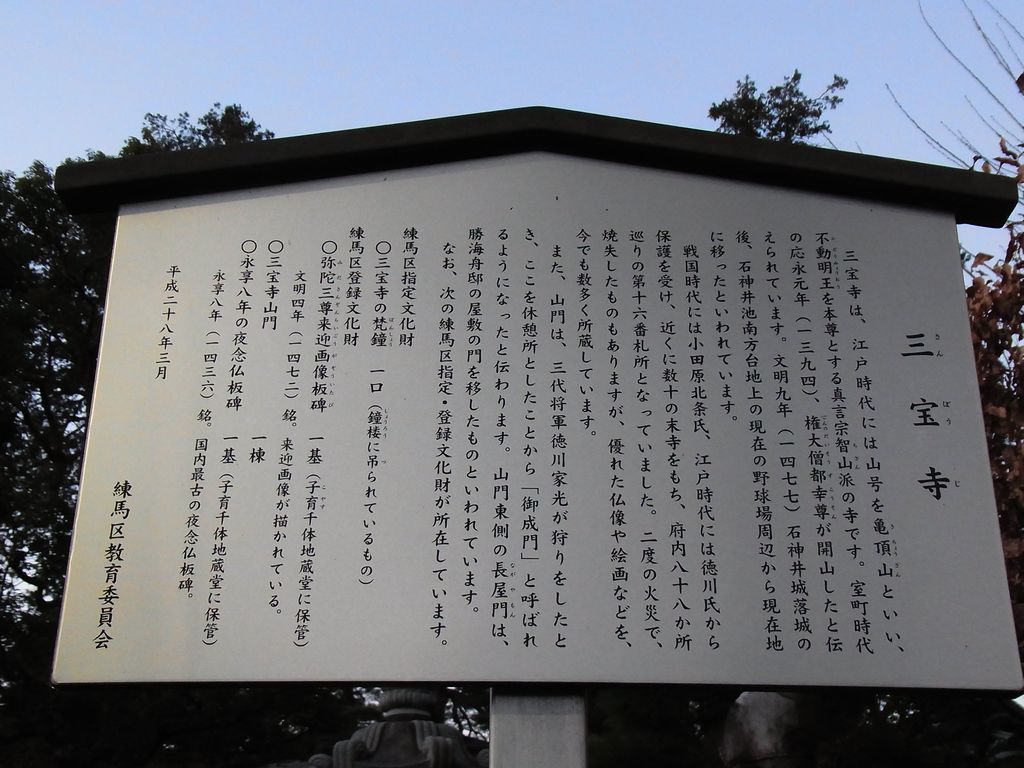 三宝寺
三宝寺は、江戸時代には山号を亀頂山といい、
不動明王を本尊とする真言宗智山派の寺です。室町時代
の応永元年（一三九四）、権大僧都幸尊が開山したと伝
えられています。文明九年（一四七七）石神井城落城の
後、石神井池南方台地上の現在の野球場周辺から現在地
に移ったといわれています。
戦国時代には小田原北条氏、江戸時代には徳川氏から
保護を受け、近くに数十の末寺をもち、府内八十八か所
巡りの第十六番札所となっていました。二度の火災で、
焼失したものもありますが、優れた仏像や絵画などを、
今でも数多く所蔵しています。
また、山門は、三代将軍徳川家光が狩りをしたと
き、ここを休憩所としたことから「御成門」と呼ばれ
るようになったと伝わります。山門東側の長屋門は、
勝海舟邸の屋敷の門を移したものといわれています。
なお、次の練馬区指定・登録文化財が所在しています。
練馬区指定文化財
〇三宝寺の梵鐘　一口（鐘楼に吊られているもの）
練馬区登録文化財
〇弥陀三尊来迎画像板碑　一基（子育千体地蔵堂に保管）
文明四年（一四七二）銘。来迎画像が描かれている。
〇三宝寺山門　一棟
〇永享八年の夜念仏板碑　一基（子育千体地蔵堂に保管）
永享八年（一四三六）銘。国内最古の夜念仏板碑。
平成二十八年三月
練馬区教育委員会